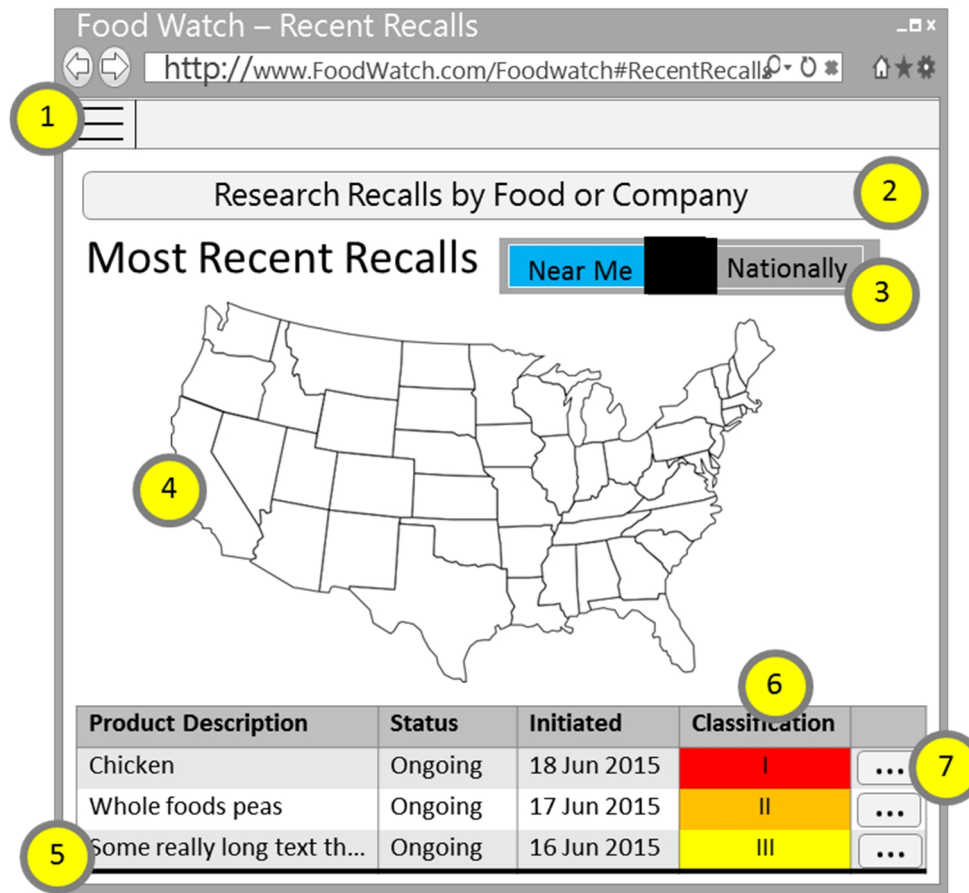 Food Watch – Recent Recalls
http://www.FoodWatch.com/Foodwatch#RecentRecalls
1
Research Recalls by Food or Company
2
Most Recent Recalls Near Me Nationally
3
4
6
Product Description Status Initiated Classification
Chicken Ongoing 18 Jun 2015 I ... 7
Whole foods peas Ongoing 17 Jun 2015 II ...
5 Some really long text th... Ongoing 16 Jun 2015 III ...